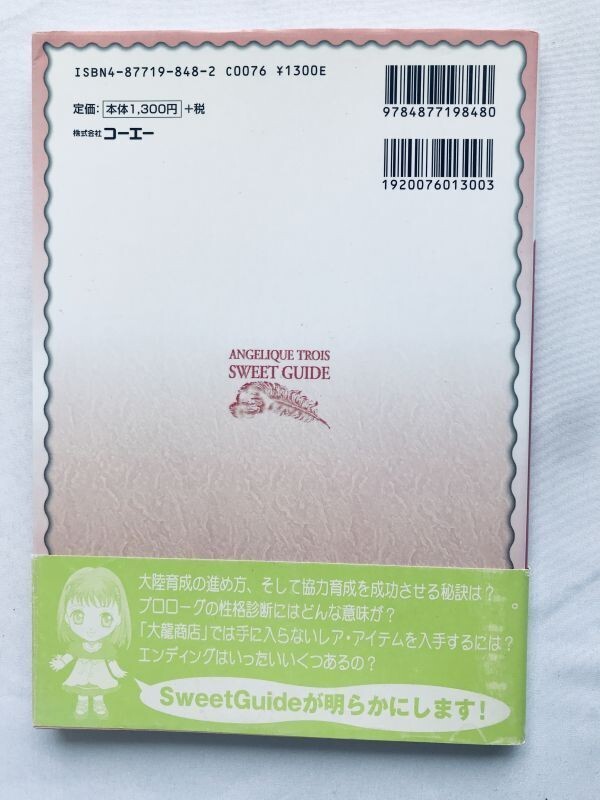 ISBN4-87719-848-2 C0076 ¥1300E
定価: 本体1,300円 +税
株式会社 コーエー
9784877198480
1920076013003
ANGELIQUE TROIS
SWEET GUIDE
大陸育成の進め方、そして協力育成を成功させる秘訣は?
プロローグの性格診断にはどんな意味が?
「大龍商店」では手に入らないレア・アイテムを入手するには?
エンディングはいったいいくつあるの?
SweetGuideが明らかにします!